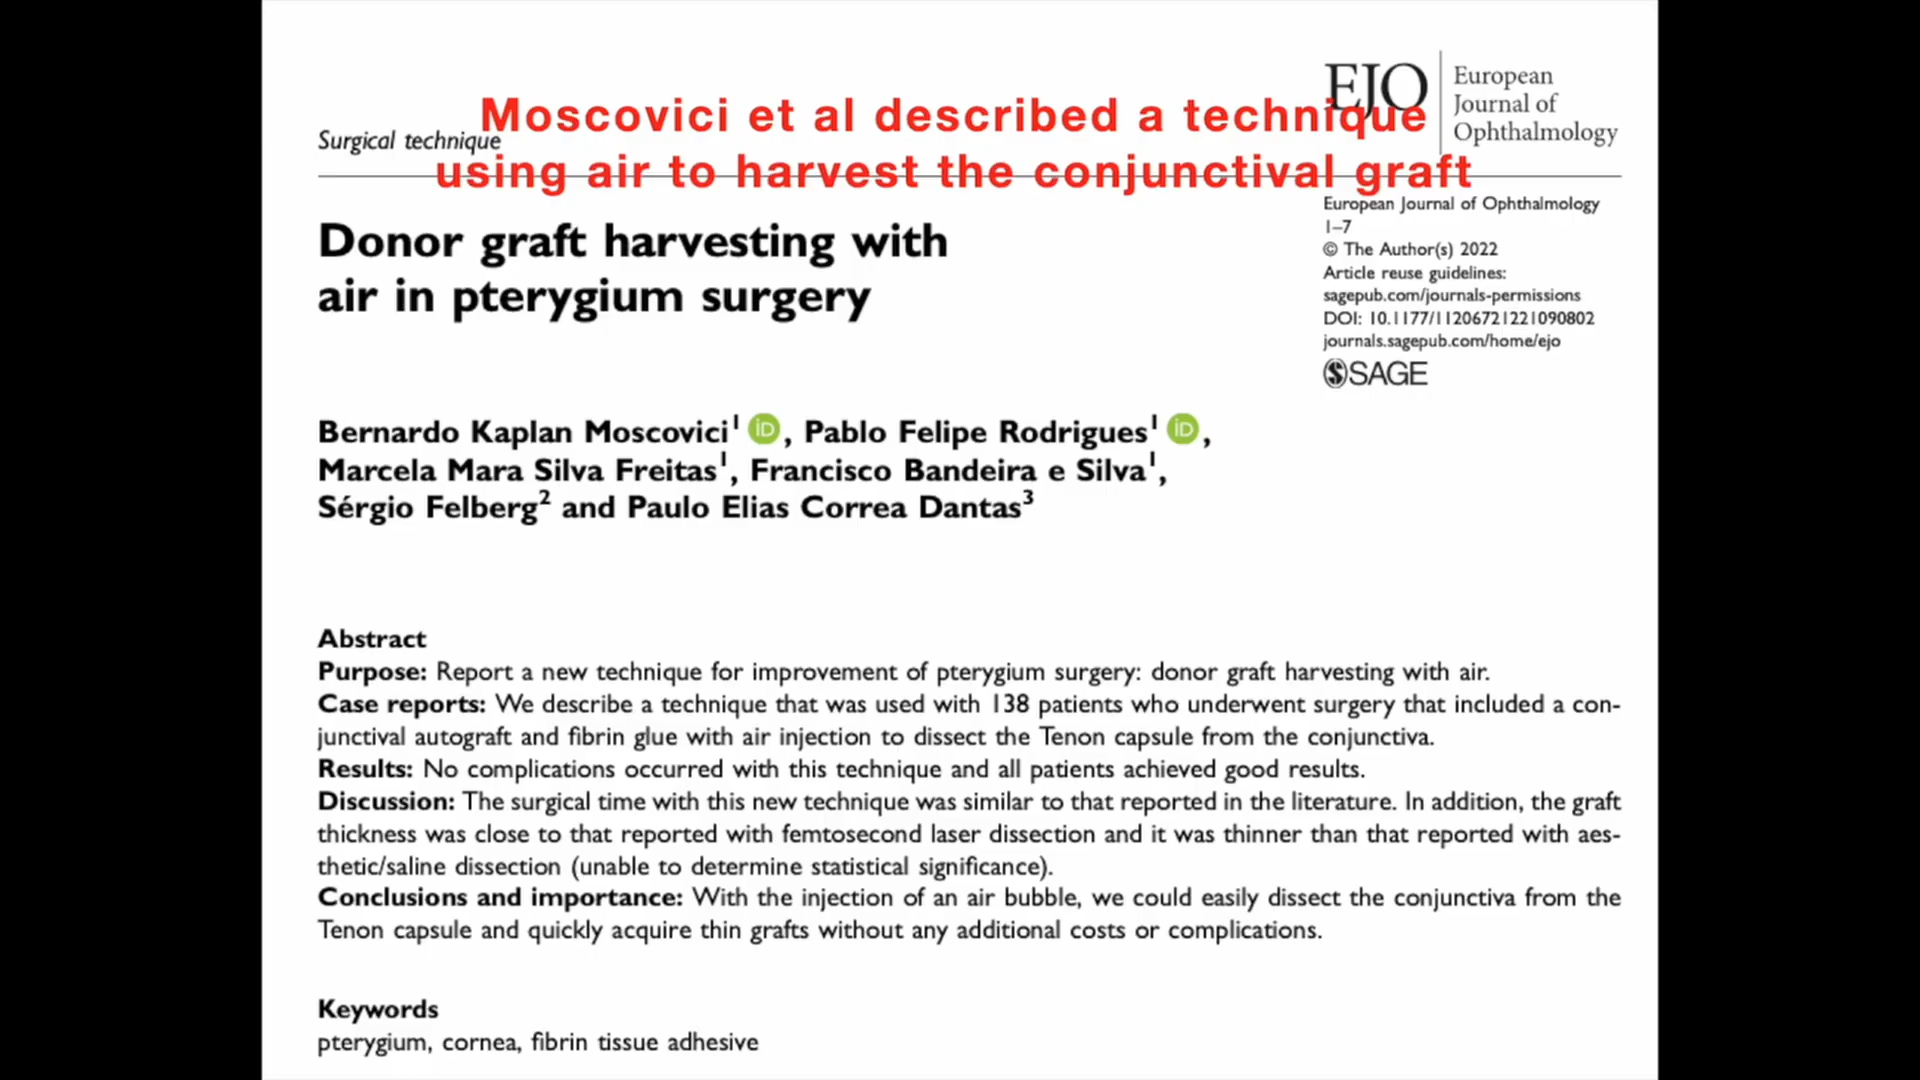 Moscovici et al described a technique
using air to harvest the conjunctival graft
Surgical technique
EJO
European
Journal of
Ophthalmology
European Journal of Ophthalmology
1–7
© The Author(s) 2022
Article reuse guidelines:
sagepub.com/journals-permissions
DOI: 10.1177/11206721221090802
journals.sagepub.com/home/ejo
SSAGE
Donor graft harvesting with
air in pterygium surgery
Bernardo Kaplan Moscovici¹ iD, Pablo Felipe Rodrigues¹ iD,
Marcela Mara Silva Freitas¹, Francisco Bandeira e Silva¹,
Sérgio Felberg² and Paulo Elias Correa Dantas³
Abstract
Purpose: Report a new technique for improvement of pterygium surgery: donor graft harvesting with air.
Case reports: We describe a technique that was used with 138 patients who underwent surgery that included a con-
junctival autograft and fibrin glue with air injection to dissect the Tenon capsule from the conjunctiva.
Results: No complications occurred with this technique and all patients achieved good results.
Discussion: The surgical time with this new technique was similar to that reported in the literature. In addition, the graft
thickness was close to that reported with femtosecond laser dissection and it was thinner than that reported with aes-
thetic/saline dissection (unable to determine statistical significance).
Conclusions and importance: With the injection of an air bubble, we could easily dissect the conjunctiva from the
Tenon capsule and quickly acquire thin grafts without any additional costs or complications.
Keywords
pterygium, cornea, fibrin tissue adhesive